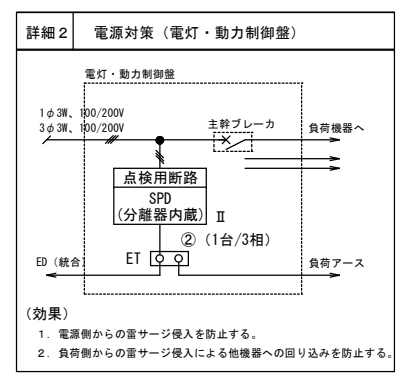 詳細2 電源対策（電灯・動力制御盤）
電灯・動力制御盤
1φ3W、100/200V
3φ3W、100/200V
主幹ブレーカ
負荷機器へ
点検用断路
SPD
(分離器内蔵) Ⅱ
②（1台/3相）
ED（統合）
ET
負荷アース
(効果)
1. 電源側からの雷サージ侵入を防止する。
2. 負荷側からの雷サージ侵入による他機器への回り込みを防止する。